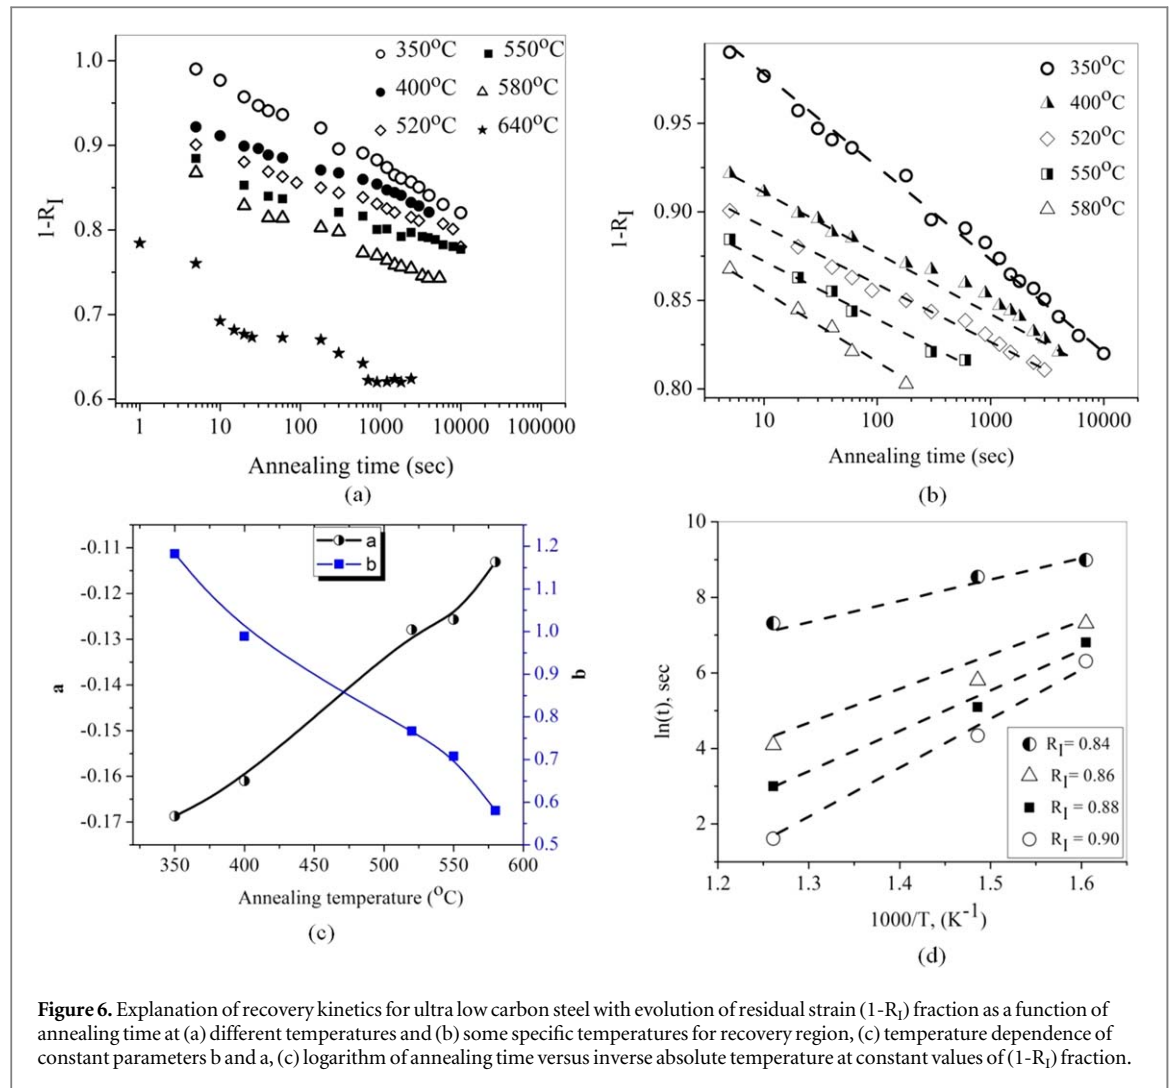 1.0
0.9
0.8
0.7
0.6
1-R_I
350°C 550°C
400°C 580°C
520°C 640°C
1 10 100 1000 10000 100000
Annealing time (sec)
(a)
0.95
0.90
0.85
0.80
1-R_I
350°C
400°C
520°C
550°C
580°C
10 100 1000 10000
Annealing time (sec)
(b)
-0.11
-0.12
-0.13
-0.14
-0.15
-0.16
-0.17
a
a
b
1.2
1.1
1.0
0.9
0.8
0.7
0.6
0.5
b
350 400 450 500 550 600
Annealing temperature (°C)
(c)
10
8
6
4
2
ln(t), sec
R_I= 0.84
R_I= 0.86
R_I = 0.88
R_I = 0.90
1.2 1.3 1.4 1.5 1.6
1000/T, (K⁻¹)
(d)
Figure 6. Explanation of recovery kinetics for ultra low carbon steel with evolution of residual strain (1-R_I) fraction as a function of
annealing time at (a) different temperatures and (b) some specific temperatures for recovery region, (c) temperature dependence of
constant parameters b and a, (c) logarithm of annealing time versus inverse absolute temperature at constant values of (1-R_I) fraction.